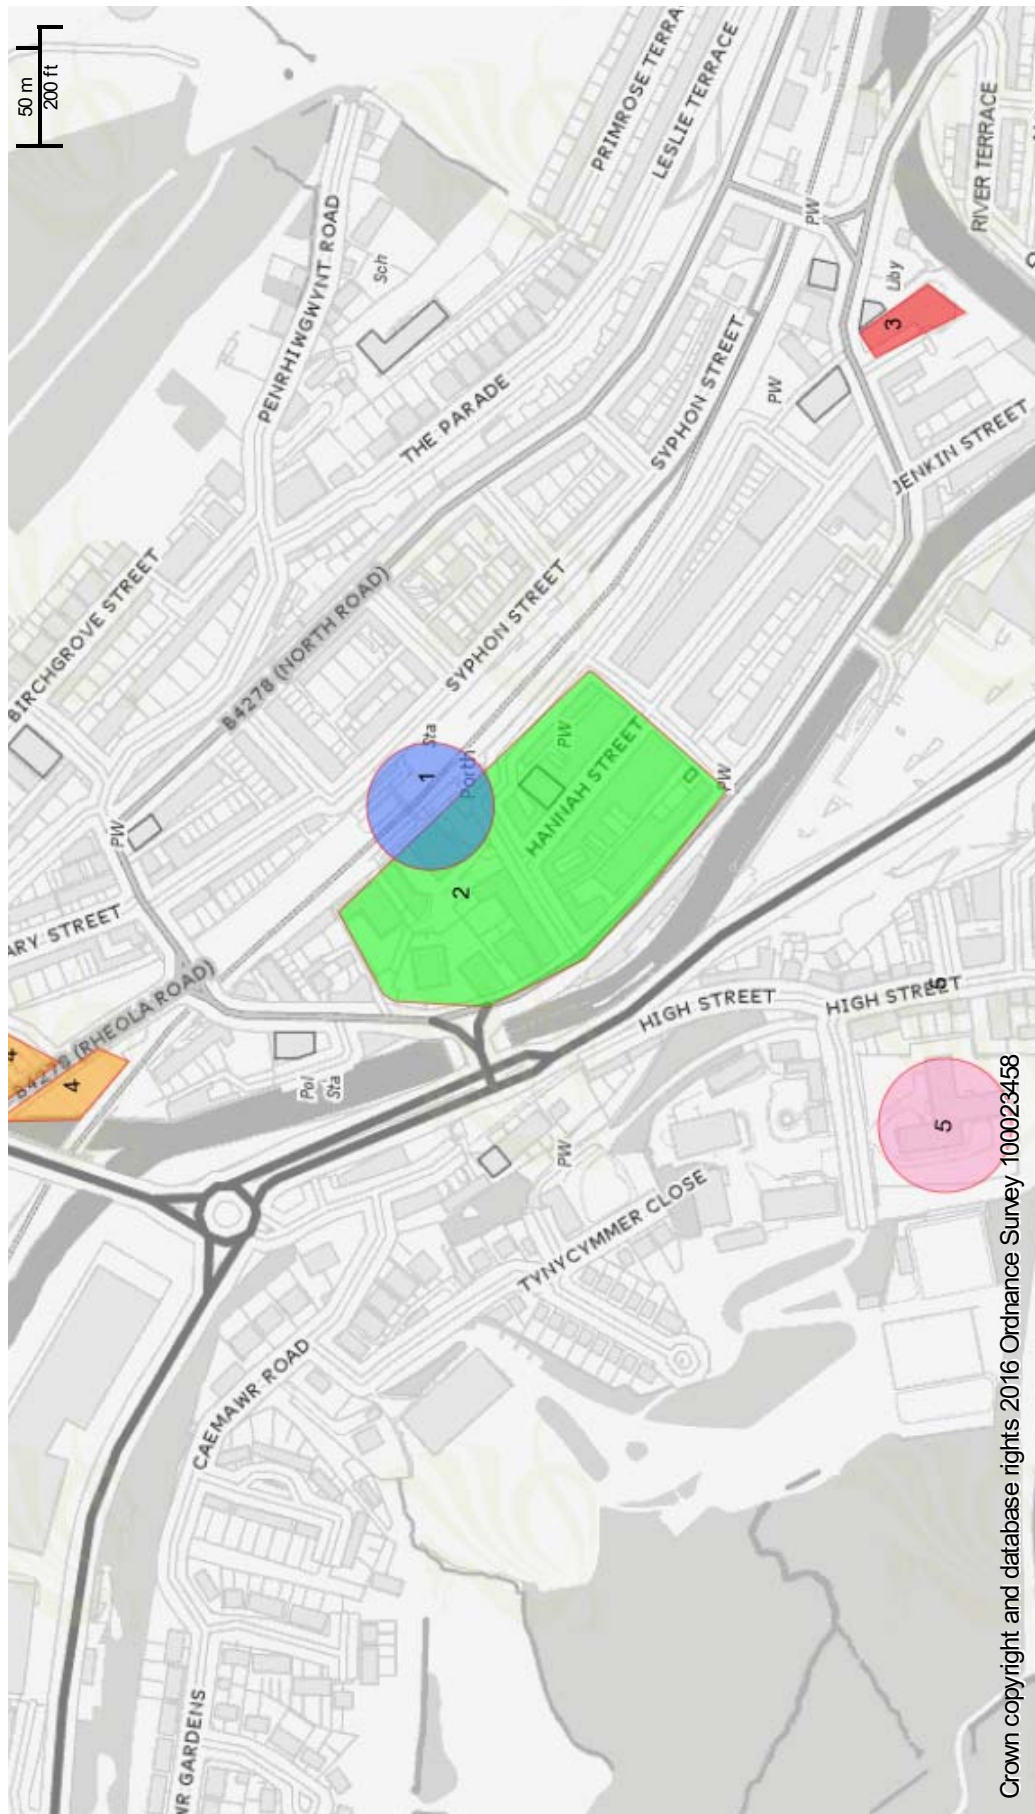 50 m
200 ft
PENRHIWGWYNT ROAD
Sch
PRIMROSE TERRA
LESLIE TERRACE
RIVER TERRACE
PW
Liby
3
THE PARADE
SYPHON STREET
PW
JENKIN STREET
BIRCHGROVE STREET
B4278 (NORTH ROAD)
SYPHON STREET
Sta
Porth
1
PW
HANNAH STREET
PW
2
PW
ARY STREET
B4278 (RHEOLA ROAD)
4
4
Pol
Sta
HIGH STREET
HIGH STREET
6
5
PW
TYNYCYMMER CLOSE
CAEMAWR ROAD
WR GARDENS
Crown copyright and database rights 2016 Ordnance Survey 100023458